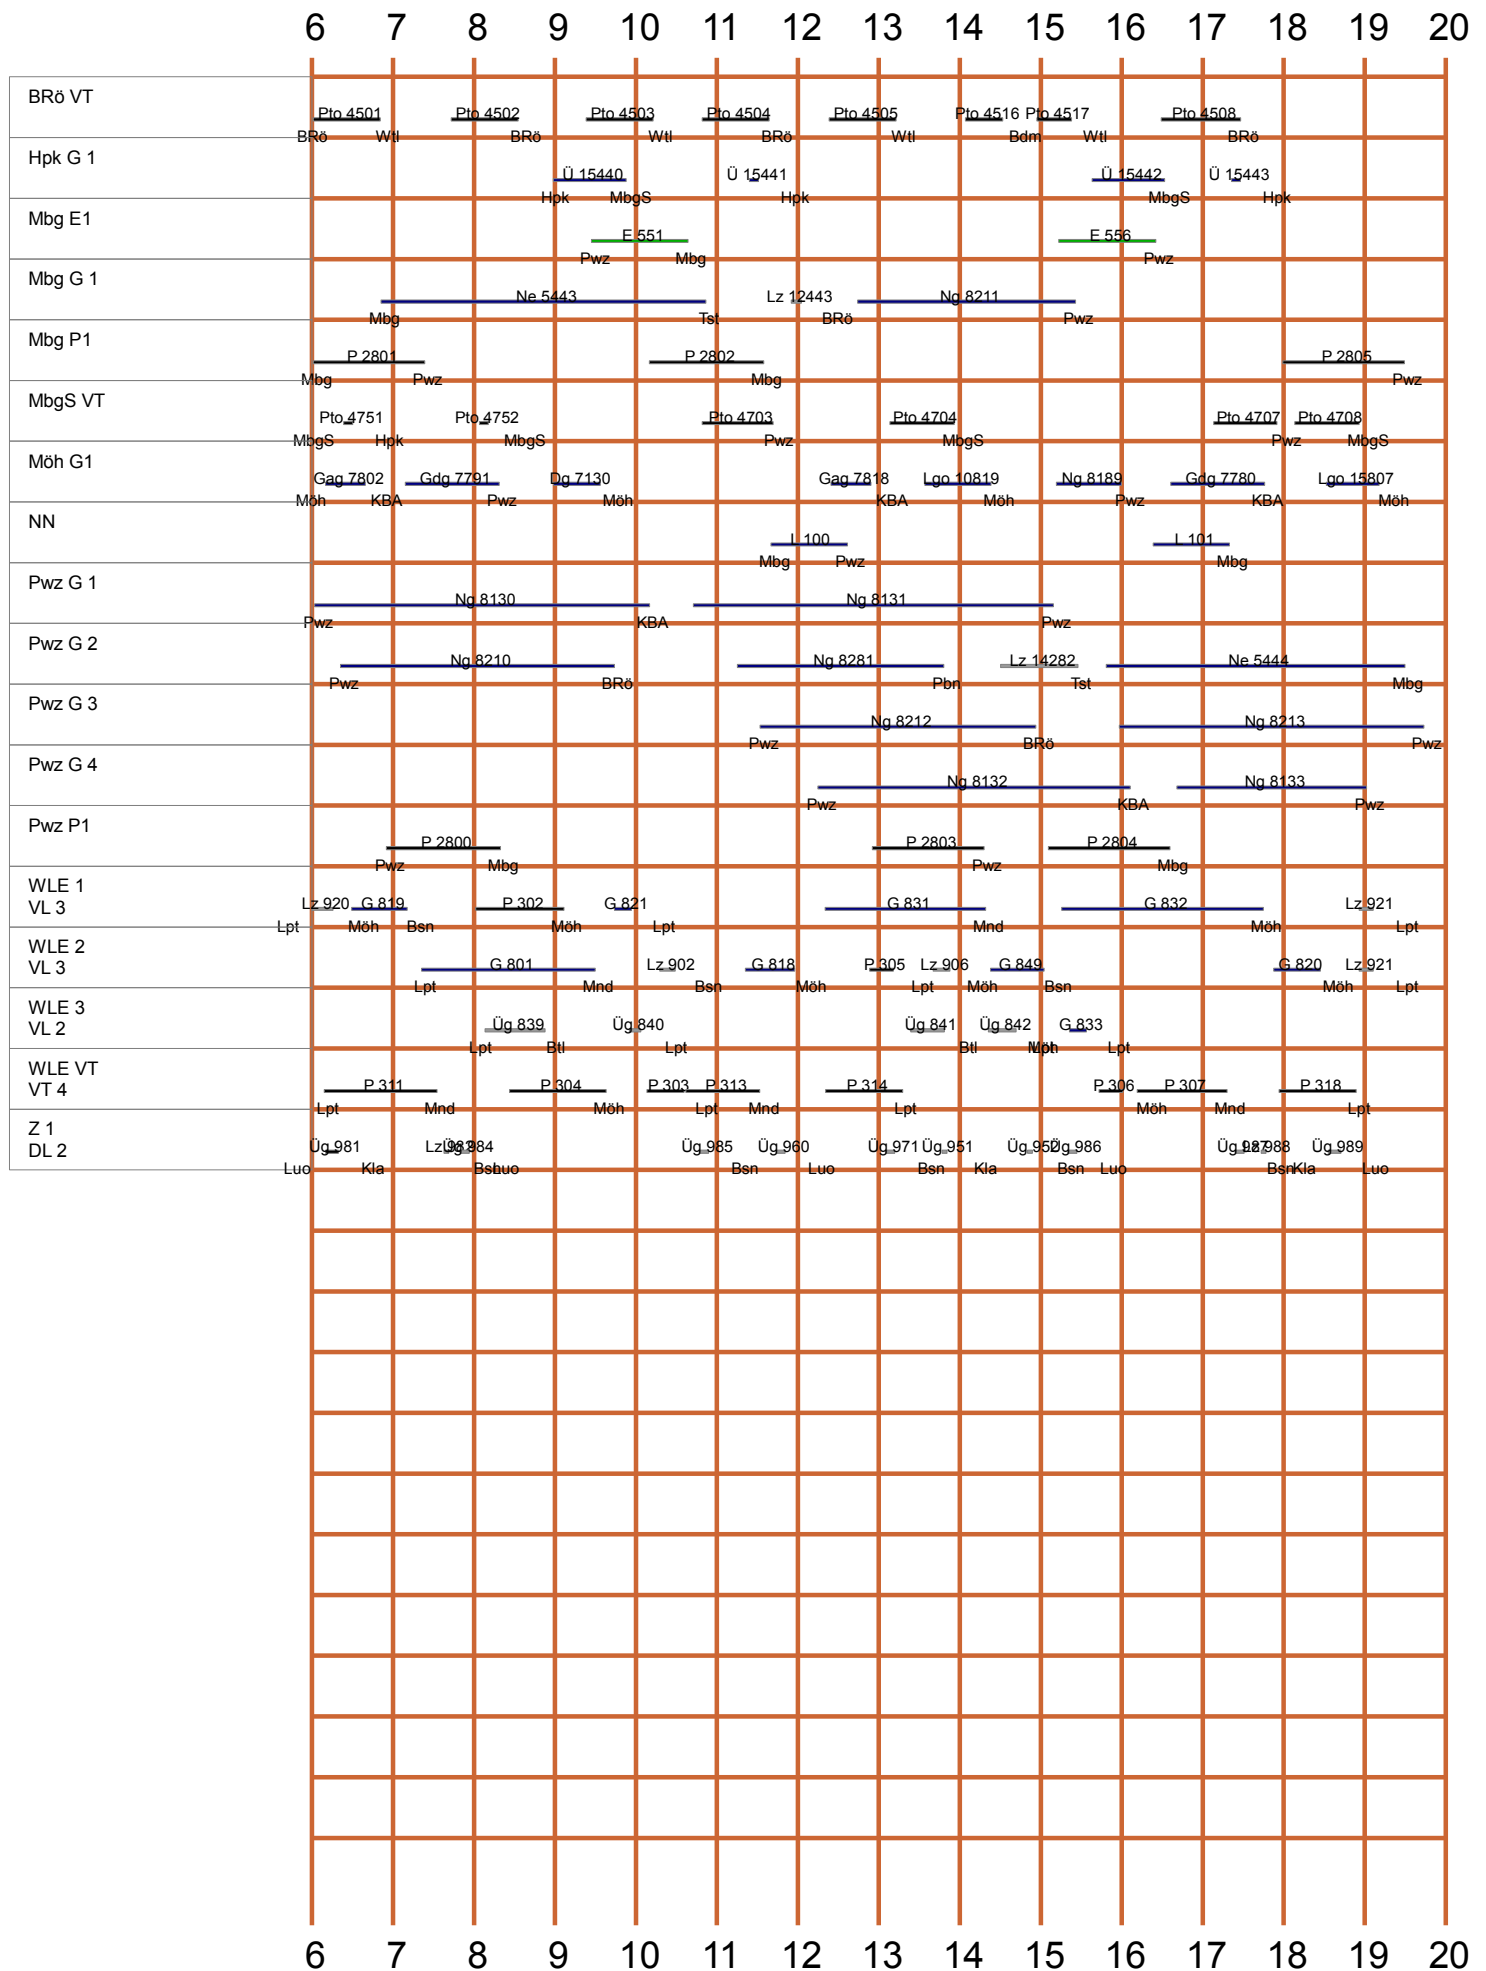 6 7 8 9 10 11 12 13 14 15 16 17 18 19 20
BRö VT
Pto 4501 Pto 4502 Pto 4503 Pto 4504 Pto 4505 Pto 4516 Pto 4517 Pto 4508
BRö Wtl BRö Wtl BRö Wtl Bdm Wtl BRö
Hpk G 1
Ü 15440 Ü 15441 Ü 15442 Ü 15443
Hpk MbgS Hpk MbgS Hpk
Mbg E1
E 551 E 556
Pwz Mbg Pwz
Mbg G 1
Ne 5443 Lz 12443 Ng 8211
Mbg Tst BRö Pwz
Mbg P1
P 2801 P 2802 P 2805
Mbg Pwz Mbg Pwz
MbgS VT
Pto 4751 Pto 4752 Pto 4703 Pto 4704 Pto 4707 Pto 4708
MbgS Hpk MbgS Pwz MbgS Pwz MbgS
Möh G1
Gag 7802 Gdg 7791 Dg 7130 Gag 7818 Lgo 10819 Ng 8189 Gdg 7780 Lgo 15807
Möh KBA Pwz Möh KBA Möh Pwz KBA Möh
NN
L 100 L 101
Mbg Pwz Mbg
Pwz G 1
Ng 8130 Ng 8131
Pwz KBA Pwz
Pwz G 2
Ng 8210 Ng 8281 Lz 14282 Ne 5444
Pwz BRö Pbn Tst Mbg
Pwz G 3
Ng 8212 Ng 8213
Pwz BRö Pwz
Pwz G 4
Ng 8132 Ng 8133
Pwz KBA Pwz
Pwz P1
P 2800 P 2803 P 2804
Pwz Mbg Pwz Mbg
WLE 1
VL 3
Lz 920 G 819 P 302 G 821 G 831 G 832 Lz 921
Lpt Möh Bsn Möh Lpt Mnd Möh Lpt
WLE 2
VL 3
G 801 Lz 902 G 818 P 305 Lz 906 G 849 G 820 Lz 921
Lpt Mnd Bsn Möh Lpt Möh Bsn Möh Lpt
WLE 3
VL 2
Üg 839 Üg 840 Üg 841 Üg 842 G 833
Lpt Btl Lpt Btl Möh Lph Lpt
WLE VT
VT 4
P 311 P 304 P 303 P 313 P 314 P 306 P 307 P 318
Lpt Mnd Möh Lpt Mnd Lpt Möh Mnd Lpt
Z 1
DL 2
Üg 981 Üg 984 Üg 985 Üg 960 Üg 971 Üg 951 Üg 952 Üg 986 Üg 987 Lz 988 Üg 989
Luo Kla Bsn Luo Bsn Luo Bsn Kla Bsn Luo Bsn Kla Luo
6 7 8 9 10 11 12 13 14 15 16 17 18 19 20